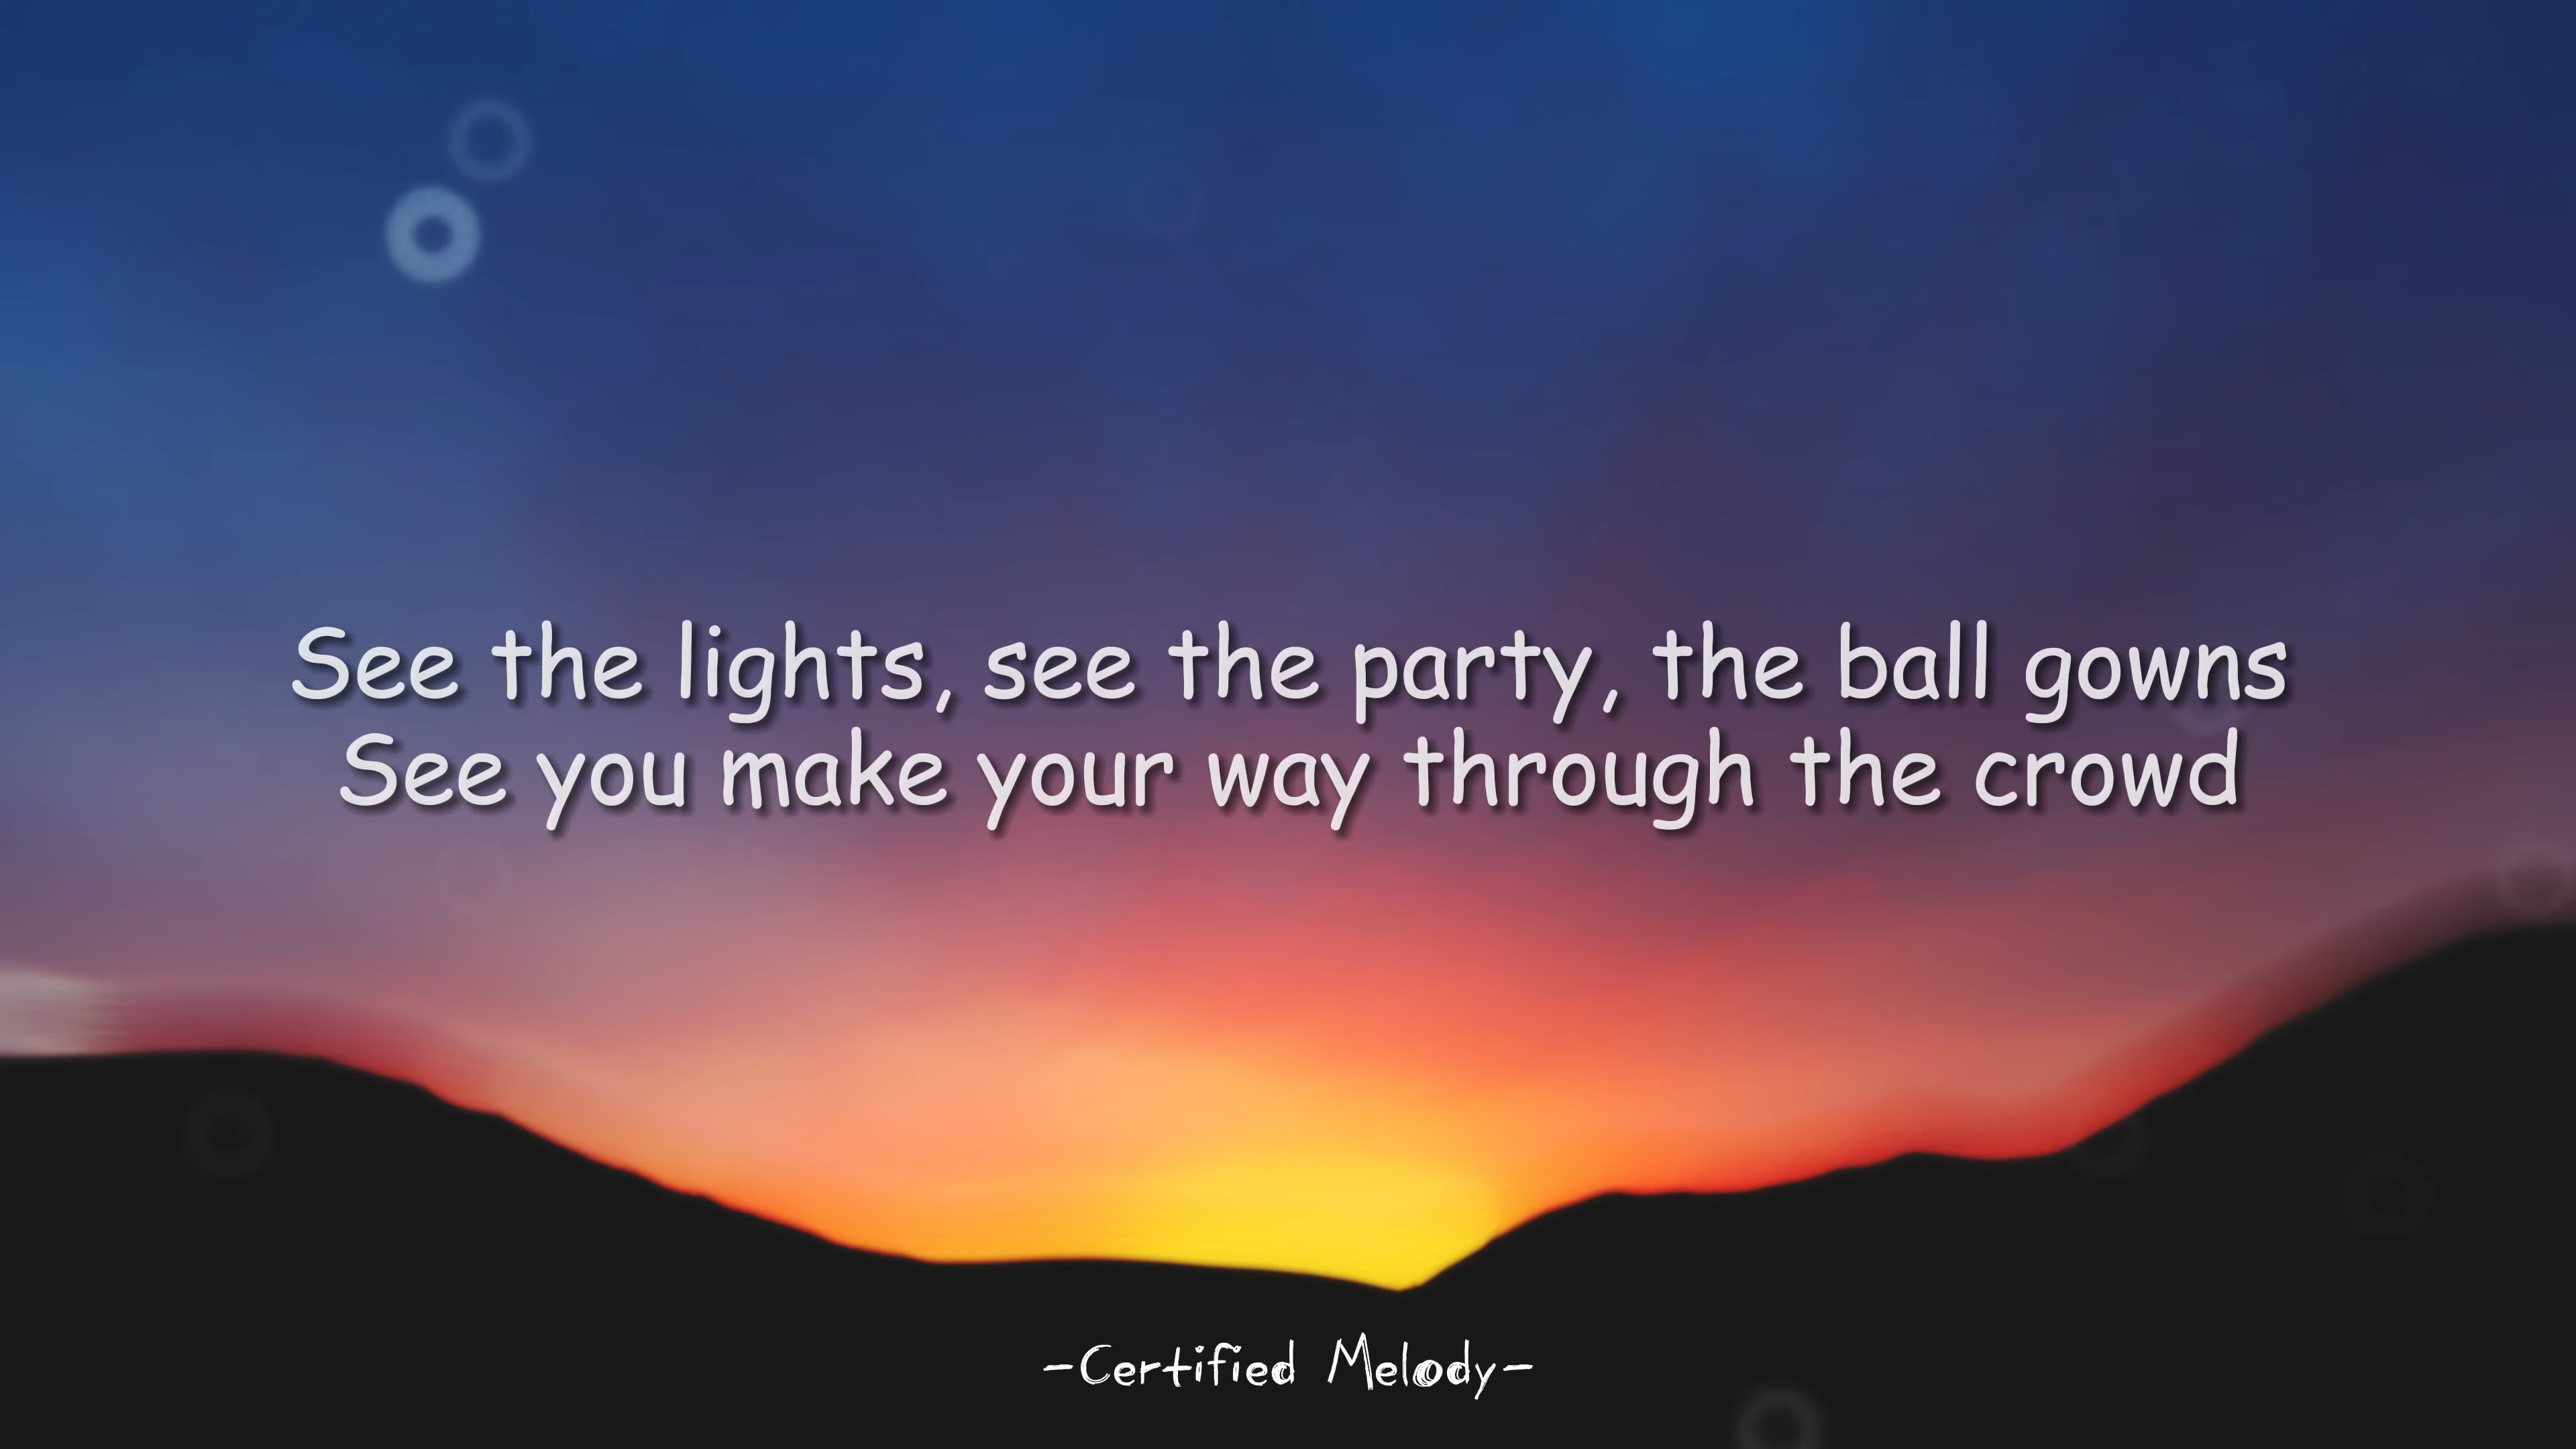 See the lights, see the party, the ball gowns
See you make your way through the crowd
-Certified Melody-